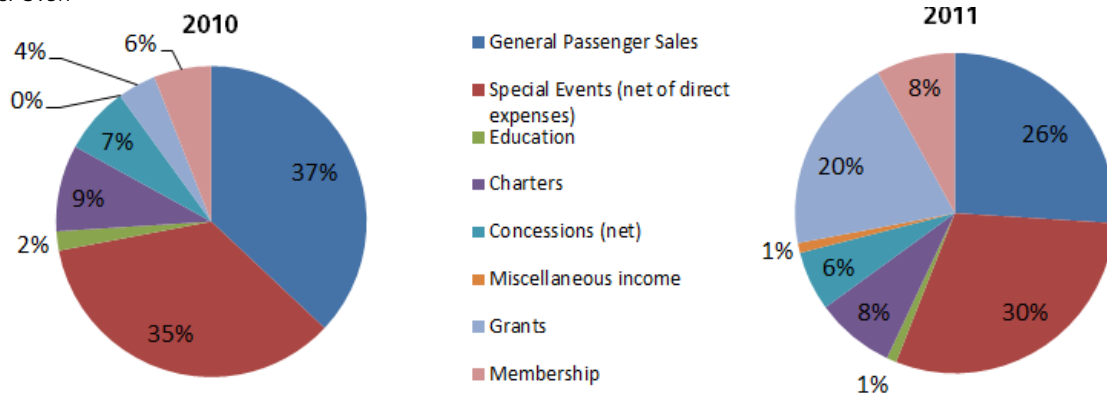 2010
4%
6%
0%
7%
37%
9%
2%
35%
General Passenger Sales
Special Events (net of direct
expenses)
Education
Charters
Concessions (net)
Miscellaneous income
Grants
Membership
2011
8%
26%
20%
1%
6%
8%
30%
1%